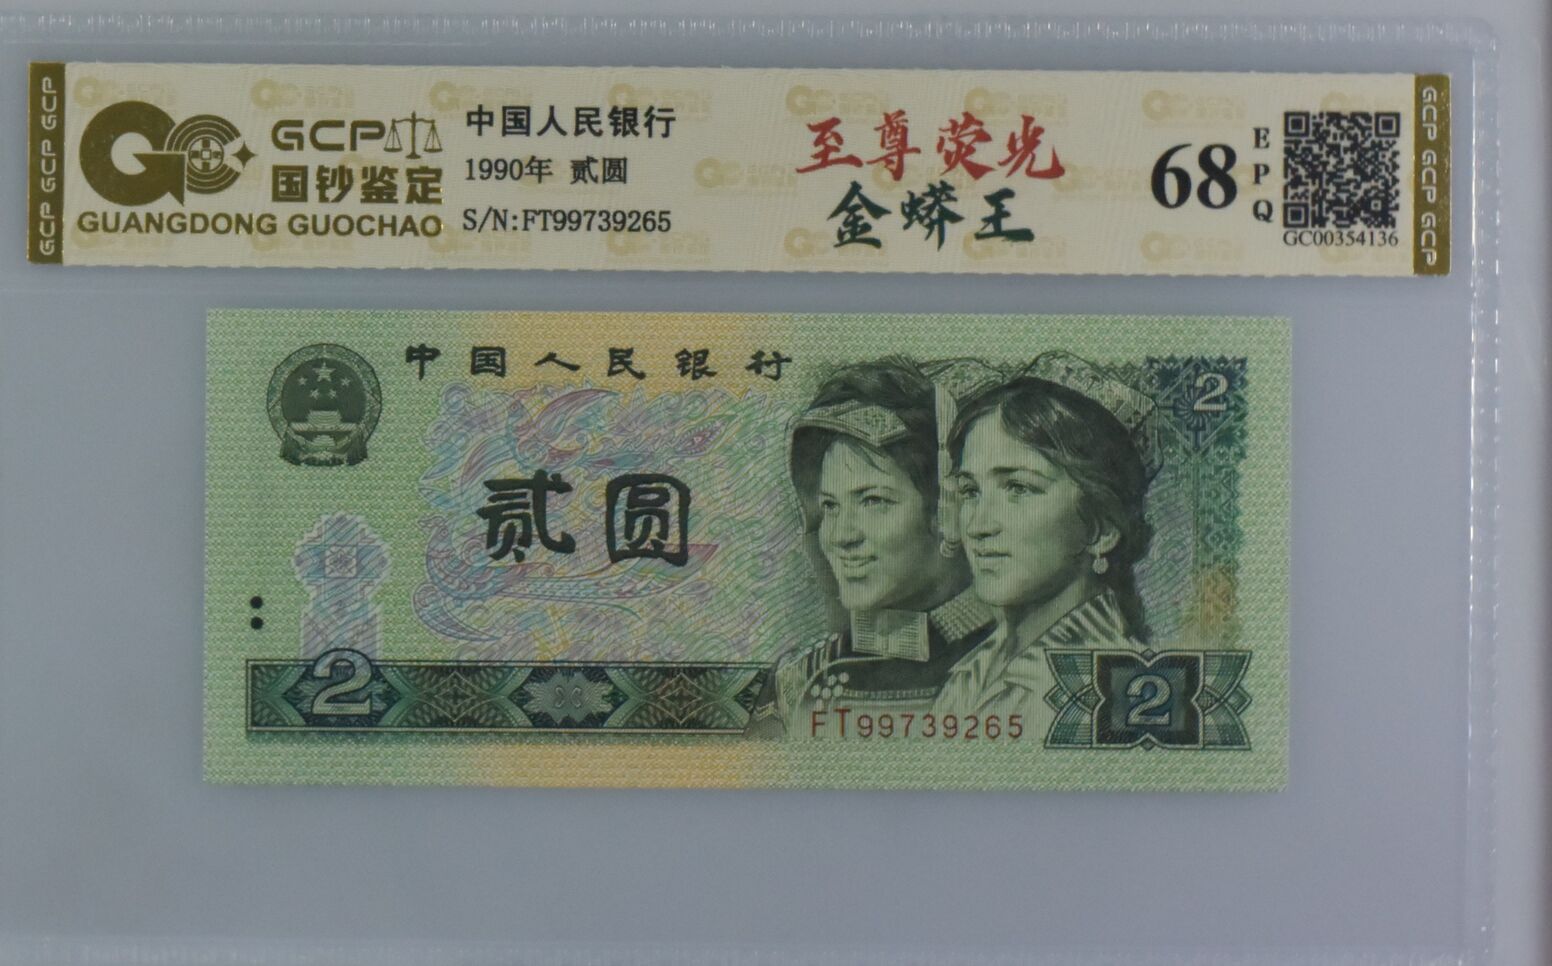 GCP GCP GCP
GCP
国钞鉴定
GUANGDONG GUOCHAO
中国人民银行
1990年 贰圆
S/N:FT99739265
至尊荧光
金蟒王
68
EPQ
GC00354136
GCP GCP GCP
中国人民银行
2
贰圆
2
FT99739265
2